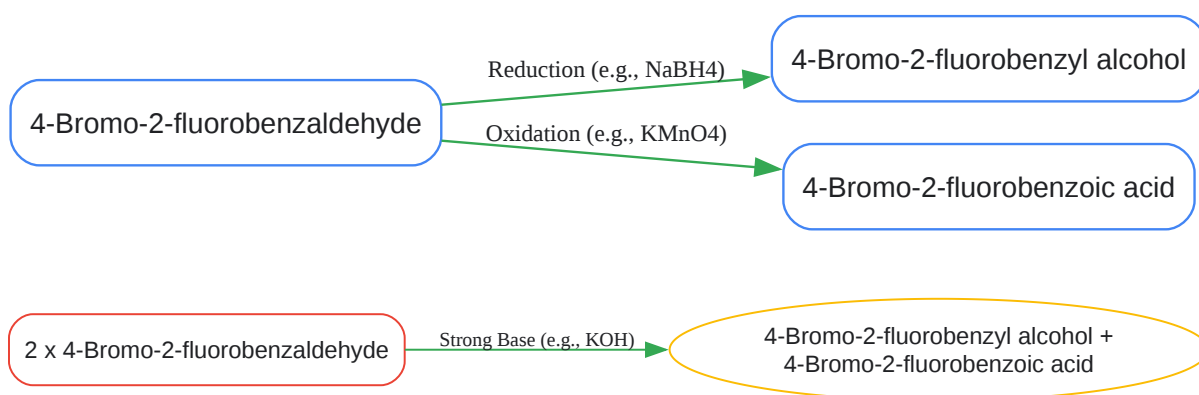 4-Bromo-2-fluorobenzyl alcohol
Reduction (e.g., NaBH4)
4-Bromo-2-fluorobenzaldehyde
Oxidation (e.g., KMnO4)
4-Bromo-2-fluorobenzoic acid
2 x 4-Bromo-2-fluorobenzaldehyde
Strong Base (e.g., KOH)
4-Bromo-2-fluorobenzyl alcohol +
4-Bromo-2-fluorobenzoic acid